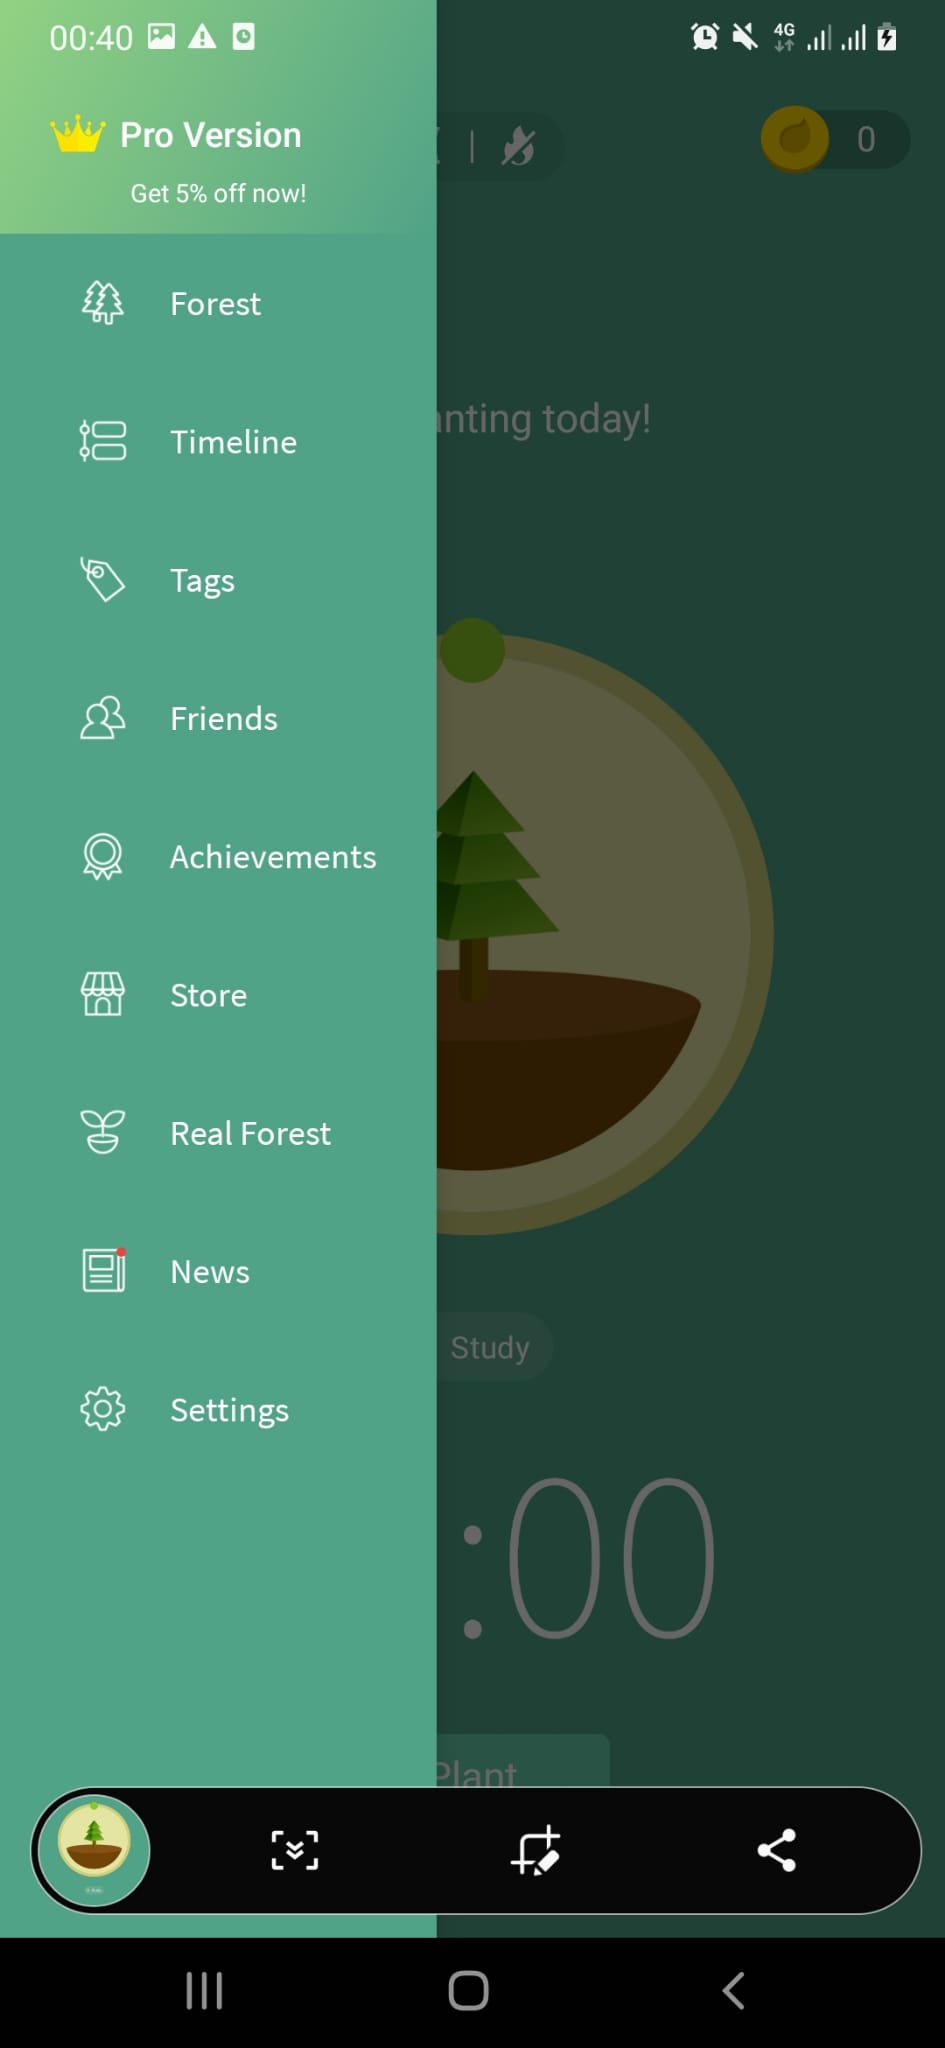 00:40
4G
Pro Version
Get 5% off now!
0
Forest
anting today!
Timeline
Tags
Friends
Achievements
Store
Real Forest
News
Study
Settings
:00
Plant